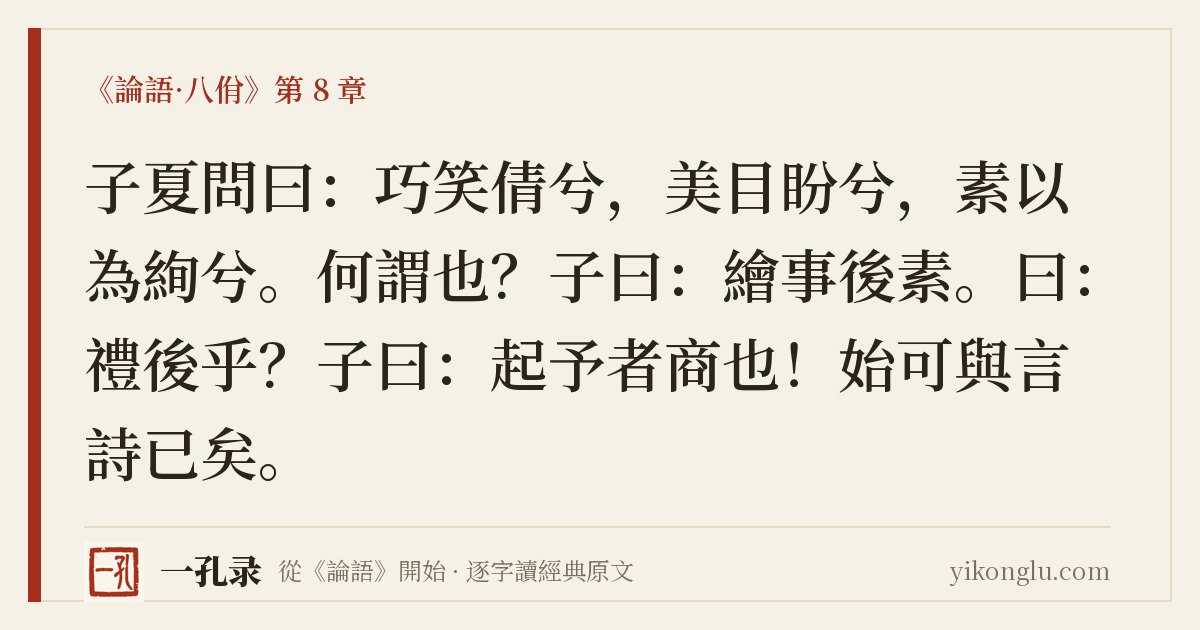 《論語·八佾》第 8 章
子夏問曰：巧笑倩兮，美目盼兮，素以
為絢兮。何謂也？子曰：繪事後素。曰：
禮後乎？子曰：起予者商也！始可與言
詩已矣。
一孔
一孔录 從《論語》開始 · 逐字讀經典原文 yikonglu.com